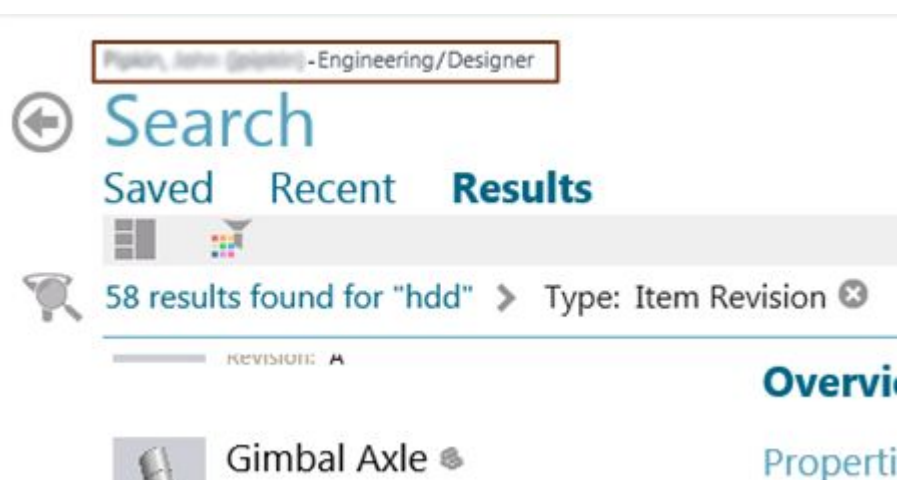 -Engineering/Designer
Search
Saved Recent Results
58 results found for "hdd" Type: Item Revision
Revision: A
Overvi
Gimbal Axle
Properti